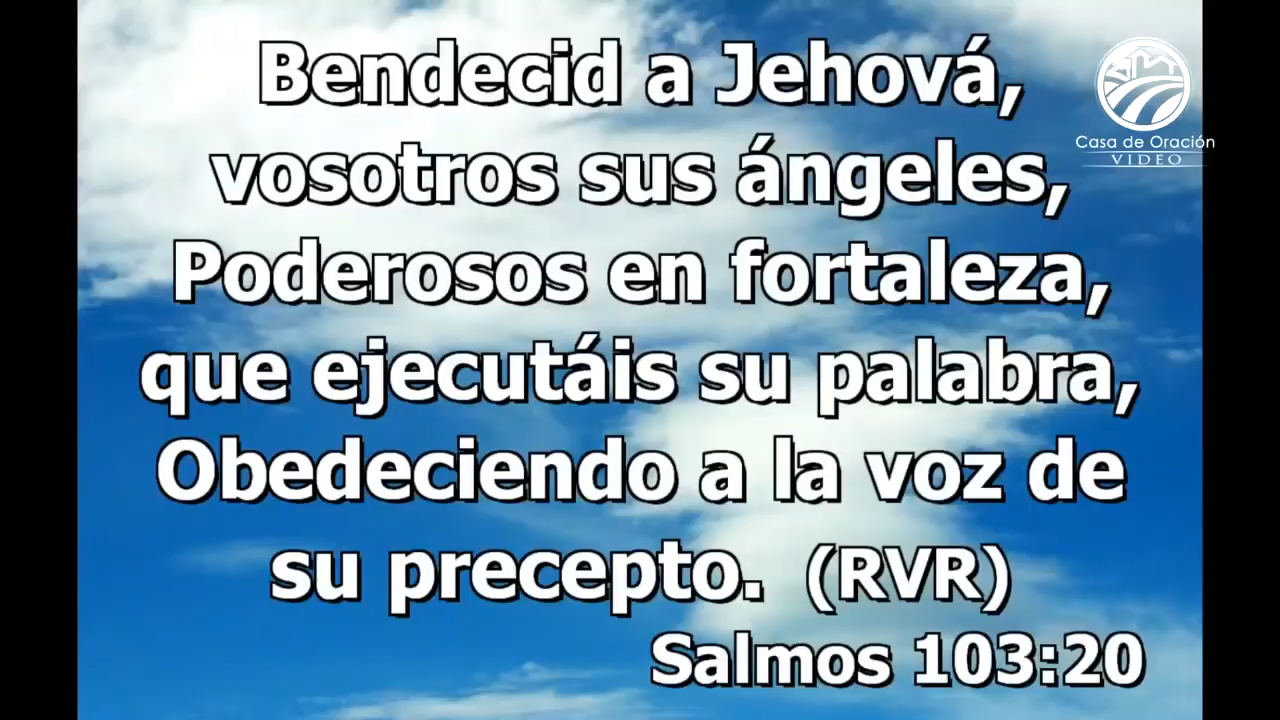 Bendecid a Jehová,
vosotros sus ángeles,
Poderosos en fortaleza,
que ejecutáis su palabra,
Obedeciendo a la voz de
su precepto. (RVR)
Salmos 103:20
Casa de Oración
VIDEO